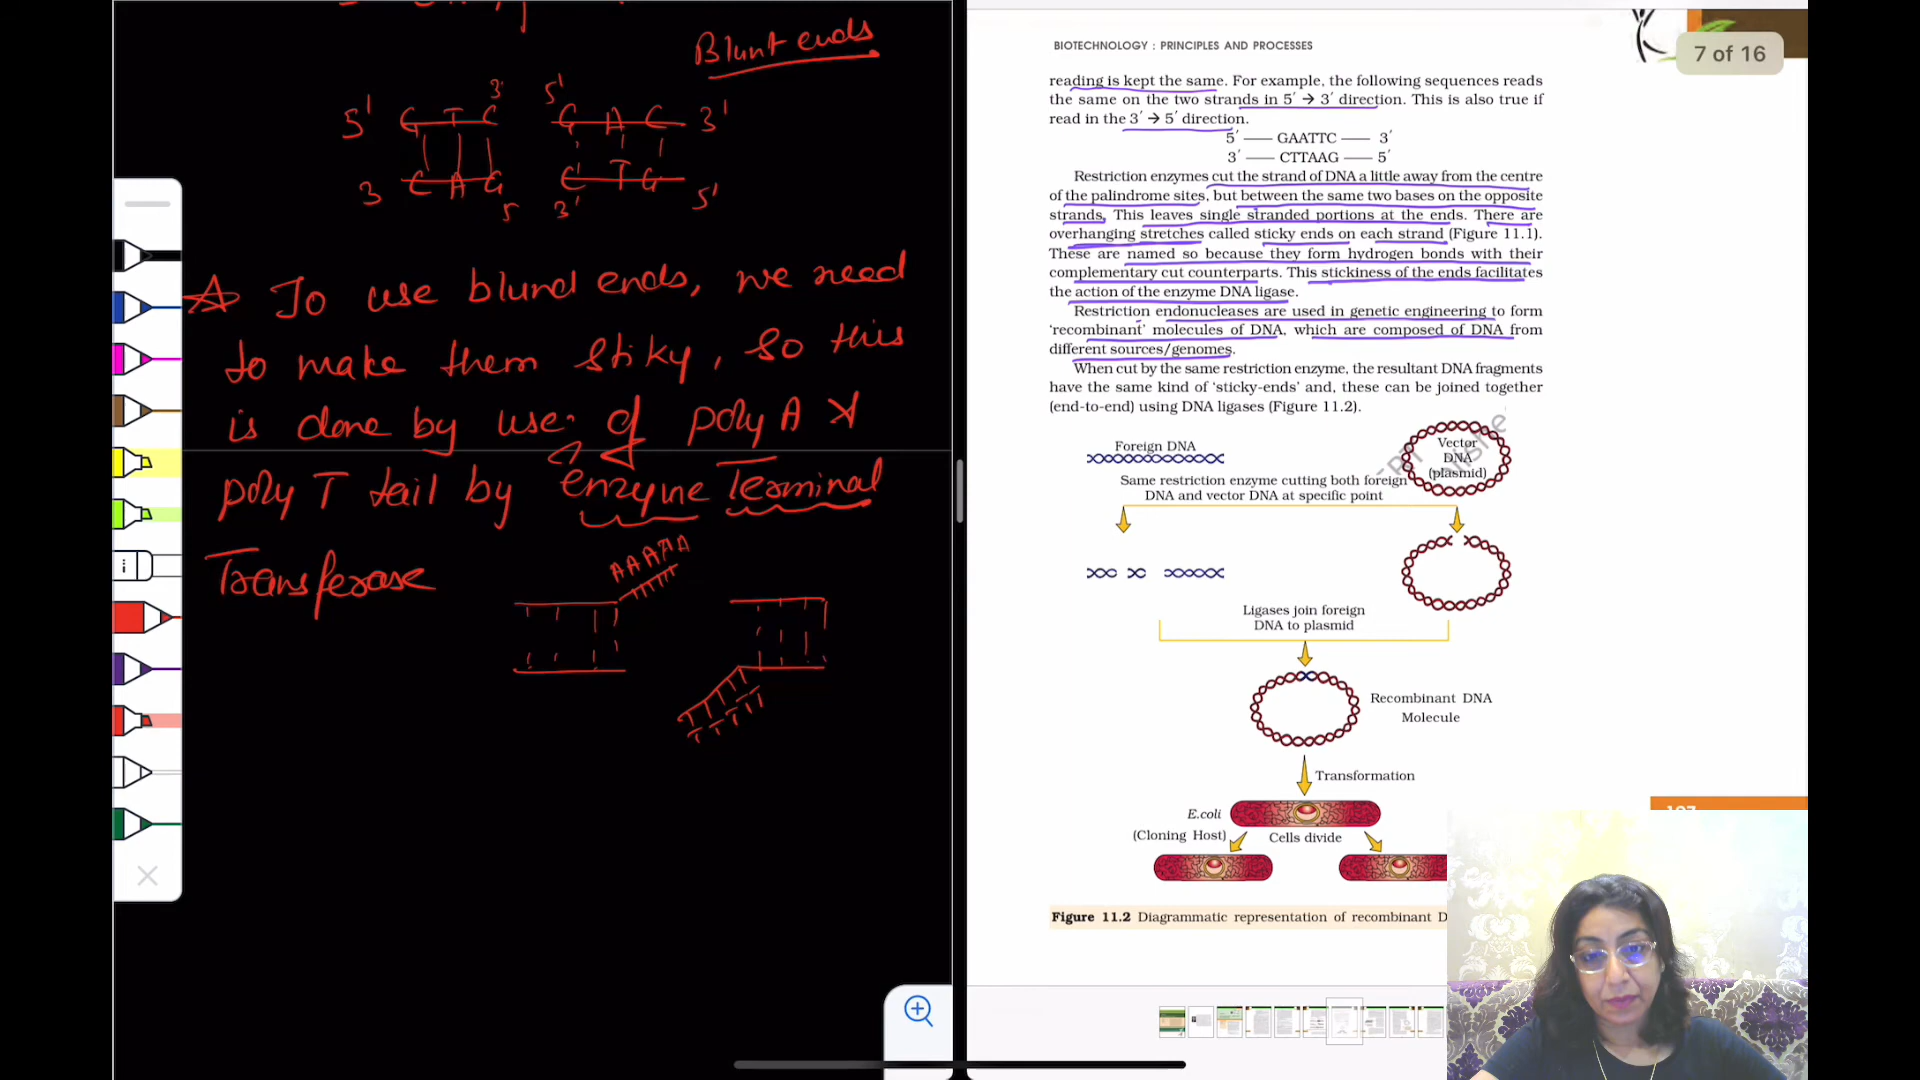 Blunt ends
5' G T C 3' 5' G A C 3'
3 C A G 5 3' C T G 5'
☆ To use blund ends, we need
to make them stiky, so this
is done by use of poly A &
poly T tail by enzyme Terminal
Transferase
AAAAA
TTTTT
7 of 16
BIOTECHNOLOGY : PRINCIPLES AND PROCESSES
reading is kept the same. For example, the following sequences reads
the same on the two strands in 5′ → 3′ direction. This is also true if
read in the 3′ → 5′ direction.
5′ —— GAATTC —— 3′
3′ —— CTTAAG —— 5′
Restriction enzymes cut the strand of DNA a little away from the centre
of the palindrome sites, but between the same two bases on the opposite
strands. This leaves single stranded portions at the ends. There are
overhanging stretches called sticky ends on each strand (Figure 11.1).
These are named so because they form hydrogen bonds with their
complementary cut counterparts. This stickiness of the ends facilitates
the action of the enzyme DNA ligase.
Restriction endonucleases are used in genetic engineering to form
‘recombinant’ molecules of DNA, which are composed of DNA from
different sources/genomes.
When cut by the same restriction enzyme, the resultant DNA fragments
have the same kind of ‘sticky-ends’ and, these can be joined together
(end-to-end) using DNA ligases (Figure 11.2).
Foreign DNA
Vector
DNA
(plasmid)
Same restriction enzyme cutting both foreign
DNA and vector DNA at specific point
Ligases join foreign
DNA to plasmid
Recombinant DNA
Molecule
Transformation
E.coli
(Cloning Host)
Cells divide
Figure 11.2 Diagrammatic representation of recombinant D